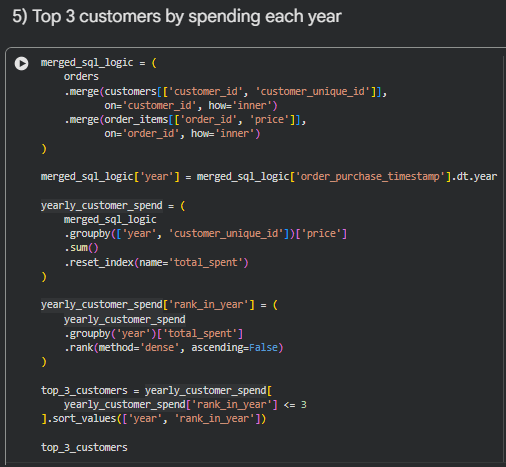 5) Top 3 customers by spending each year
merged_sql_logic = (
    orders
    .merge(customers[['customer_id', 'customer_unique_id']],
           on='customer_id', how='inner')
    .merge(order_items[['order_id', 'price']],
           on='order_id', how='inner')
)
merged_sql_logic['year'] = merged_sql_logic['order_purchase_timestamp'].dt.year
yearly_customer_spend = (
    merged_sql_logic
    .groupby(['year', 'customer_unique_id'])['price']
    .sum()
    .reset_index(name='total_spent')
)
yearly_customer_spend['rank_in_year'] = (
    yearly_customer_spend
    .groupby('year')['total_spent']
    .rank(method='dense', ascending=False)
)
top_3_customers = yearly_customer_spend[
    yearly_customer_spend['rank_in_year'] <= 3
].sort_values(['year', 'rank_in_year'])
top_3_customers